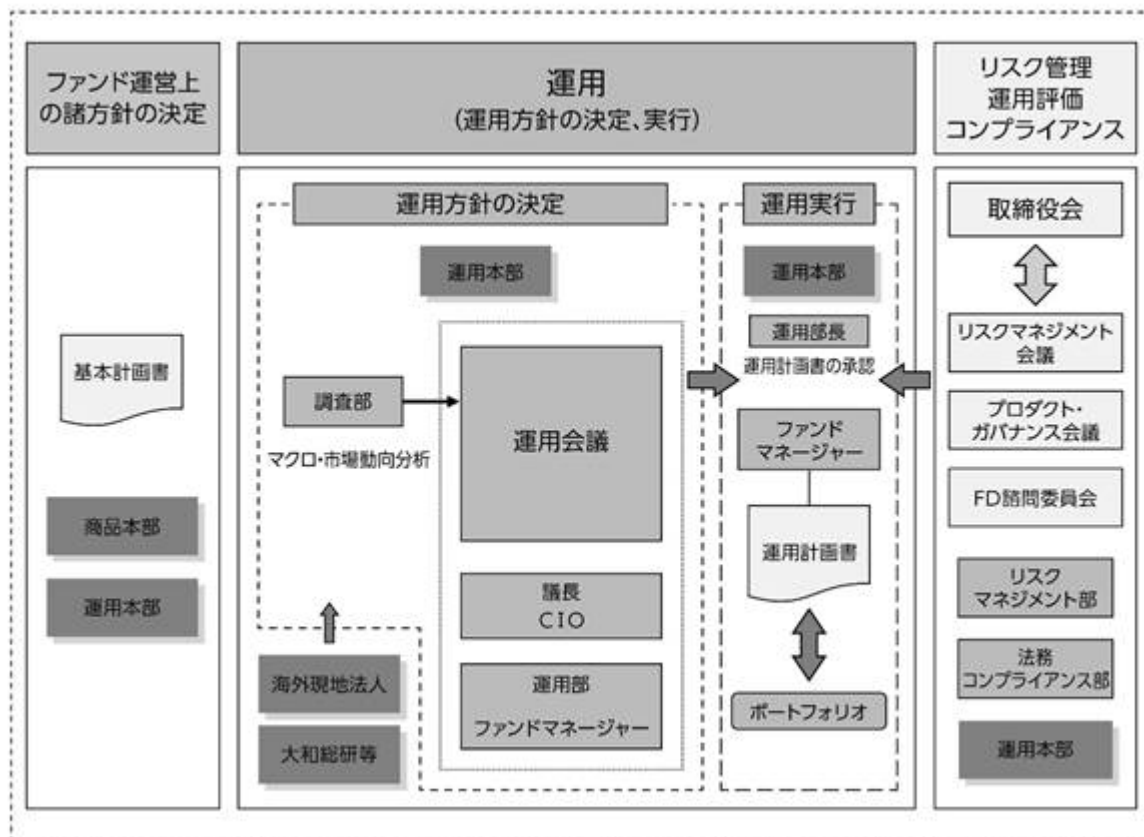 ファンド運営上
の諸方針の決定
基本計画書
商品本部
運用本部
運用
(運用方針の決定、実行)
運用方針の決定
運用本部
調査部
マクロ・市場動向分析
運用会議
議長
CIO
運用部
ファンドマネージャー
海外現地法人
大和総研等
運用実行
運用本部
運用部長
運用計画書の承認
ファンド
マネージャー
運用計画書
ポートフォリオ
リスク管理
運用評価
コンプライアンス
取締役会
リスクマネジメント
会議
プロダクト・
ガバナンス会議
FD諮問委員会
リスク
マネジメント部
法務
コンプライアンス部
運用本部